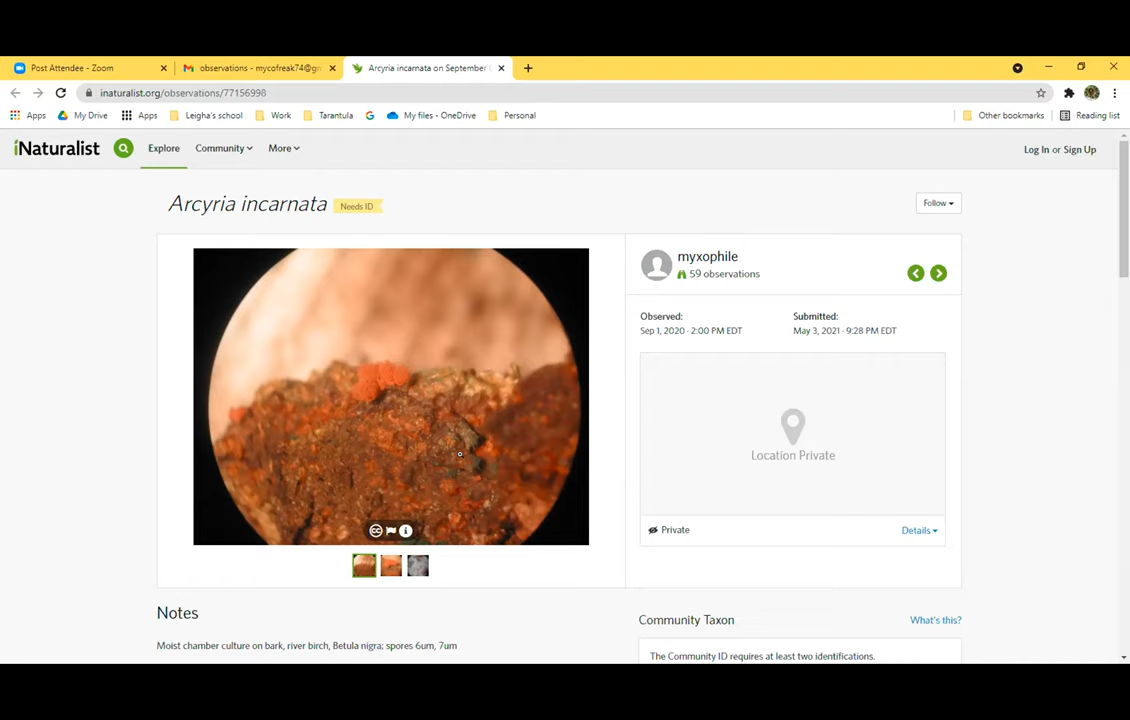 Post Attendee - Zoom
observations - mycofreak74@gm
Arcyria incarnata on September
inaturalist.org/observations/77156998
Apps
My Drive
Apps
Leigha's school
Work
Tarantula
My files - OneDrive
Personal
Other bookmarks
Reading list
iNaturalist
Explore
Community
More
Log In or Sign Up
Arcyria incarnata
Needs ID
Follow
myxophile
59 observations
Observed:
Sep 1, 2020 · 2:00 PM EDT
Submitted:
May 3, 2021 · 9:28 PM EDT
Location Private
Private
Details
Notes
Moist chamber culture on bark, river birch, Betula nigra; spores 6um, 7um
Community Taxon
What's this?
The Community ID requires at least two identifications.